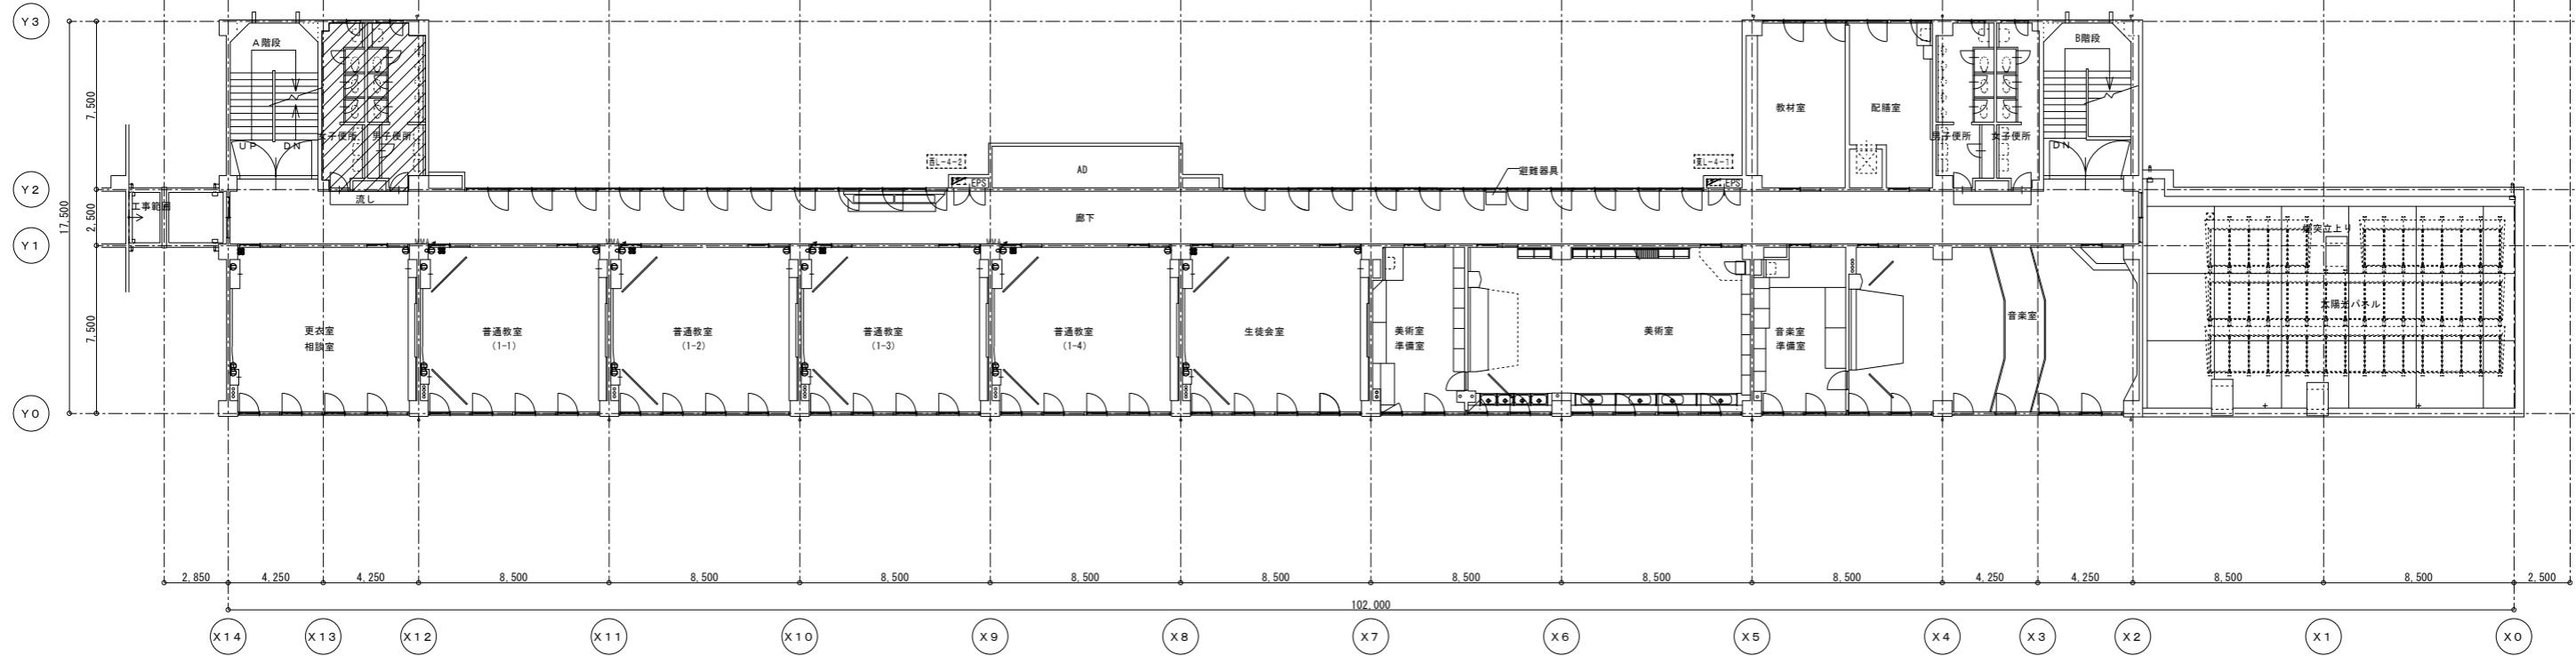 Y3
A階段
B階段
7,500
教材室
配膳室
女子便所
男子便所
男子便所
女子便所
UP
DN
DN
西L-4-2
AD
東L-4-1
避難器具
Y2
EPS
EPS
工事範囲
流し
17,500
2,500
廊下
煙突立上り
Y1
太陽光パネル
7,500
更衣室
相談室
普通教室
(1-1)
普通教室
(1-2)
普通教室
(1-3)
普通教室
(1-4)
生徒会室
美術室
準備室
美術室
音楽室
準備室
音楽室
Y0
2,850
4,250
4,250
8,500
8,500
8,500
8,500
8,500
8,500
8,500
8,500
4,250
4,250
8,500
8,500
2,500
102,000
X14
X13
X12
X11
X10
X9
X8
X7
X6
X5
X4
X3
X2
X1
X0